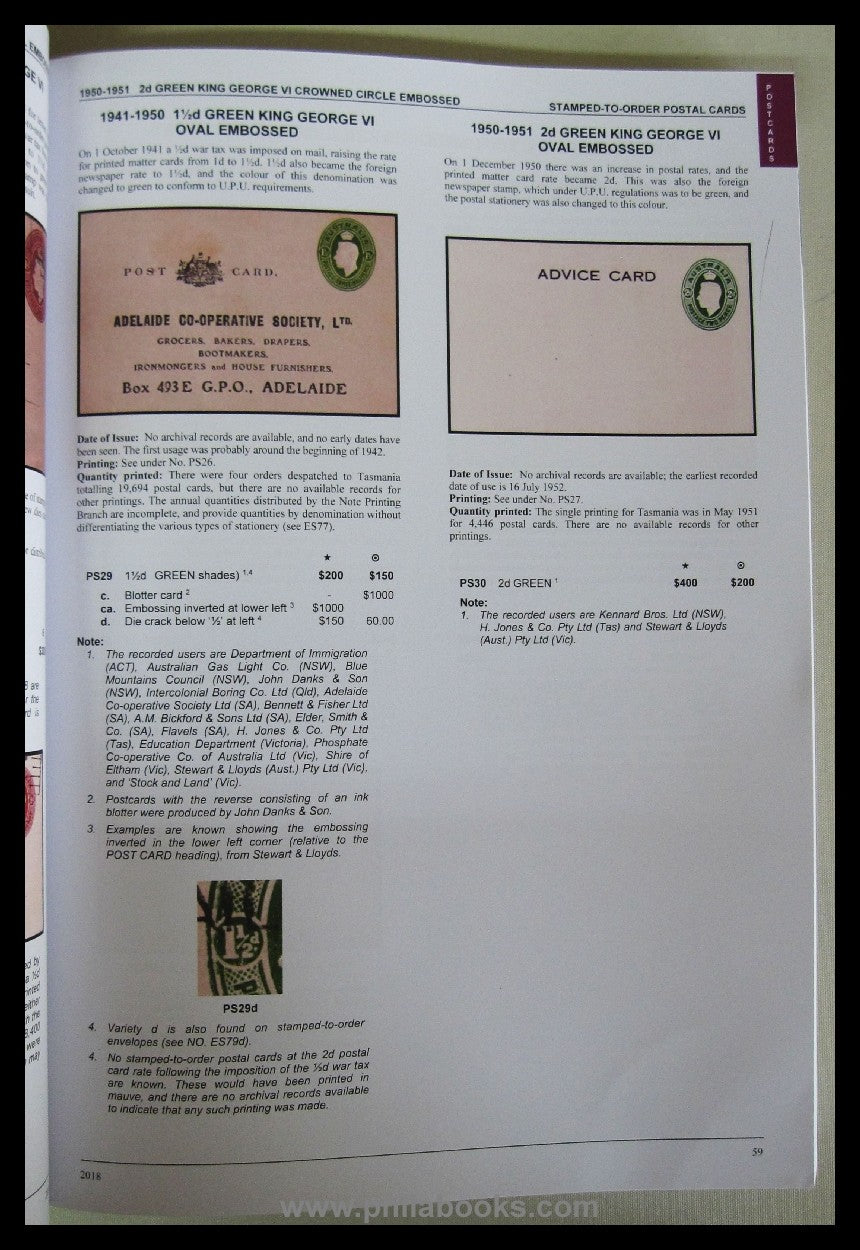 1950-1951 2d GREEN KING GEORGE VI CROWNED CIRCLE EMBOSSED
STAMPED-TO-ORDER POSTAL CARDS
POSTCARDS
1941-1950 1½d GREEN KING GEORGE VI
OVAL EMBOSSED
On 1 October 1941 a ½d war tax was imposed on mail, raising the rate
for printed matter cards from 1d to 1½d. 1½d also became the foreign
newspaper rate to 1½d, and the colour of this denomination was
changed to green to conform to U.P.U. requirements.
POST CARD.
AUSTRALIA
ADELAIDE CO-OPERATIVE SOCIETY, LTD.
GROCERS, BAKERS, DRAPERS,
BOOTMAKERS,
IRONMONGERS and HOUSE FURNISHERS.
Box 493E G.P.O., ADELAIDE
Date of Issue: No archival records are available, and no early dates have
been seen. The first usage was probably around the beginning of 1942.
Printing: See under No. PS26.
Quantity printed: There were four orders despatched to Tasmania
totalling 19,694 postal cards, but there are no available records for
other printings. The annual quantities distributed by the Note Printing
Branch are incomplete, and provide quantities by denomination without
differentiating the various types of stationery (see ES77).
★ ⊙
PS29 1½d GREEN shades) 1,4 $200 $150
c. Blotter card 2 - $1000
ca. Embossing inverted at lower left 3 $1000
d. Die crack below '½' at left 4 $150 60.00
Note:
1. The recorded users are Department of Immigration
(ACT), Australian Gas Light Co. (NSW), Blue
Mountains Council (NSW), John Danks & Son
(NSW), Intercolonial Boring Co. Ltd (Qld), Adelaide
Co-operative Society Ltd (SA), Bennett & Fisher Ltd
(SA), A.M. Bickford & Sons Ltd (SA), Elder, Smith &
Co. (SA), Flavels (SA), H. Jones & Co. Pty Ltd
(Tas), Education Department (Victoria), Phosphate
Co-operative Co. of Australia Ltd (Vic), Shire of
Eltham (Vic), Stewart & Lloyds (Aust.) Pty Ltd (Vic),
and 'Stock and Land' (Vic).
2. Postcards with the reverse consisting of an ink
blotter were produced by John Danks & Son.
3. Examples are known showing the embossing
inverted in the lower left corner (relative to the
POST CARD heading), from Stewart & Lloyds.
1½d
PS29d
4. Variety d is also found on stamped-to-order
envelopes (see NO. ES79d).
4. No stamped-to-order postal cards at the 2d postal
card rate following the imposition of the ½d war tax
are known. These would have been printed in
mauve, and there are no archival records available
to indicate that any such printing was made.
1950-1951 2d GREEN KING GEORGE VI
OVAL EMBOSSED
On 1 December 1950 there was an increase in postal rates, and the
printed matter card rate became 2d. This was also the foreign
newspaper stamp, which under U.P.U. regulations was to be green, and
the postal stationery was also changed to this colour.
ADVICE CARD
AUSTRALIA
POSTAGE TWO PENCE
Date of Issue: No archival records are available; the earliest recorded
date of use is 16 July 1952.
Printing: See under No. PS27.
Quantity printed: The single printing for Tasmania was in May 1951
for 4,446 postal cards. There are no available records for other
printings.
★ ⊙
PS30 2d GREEN 1 $400 $200
Note:
1. The recorded users are Kennard Bros. Ltd (NSW),
H. Jones & Co. Pty Ltd (Tas) and Stewart & Lloyds
(Aust.) Pty Ltd (Vic).
59
2018
www.philabooks.com